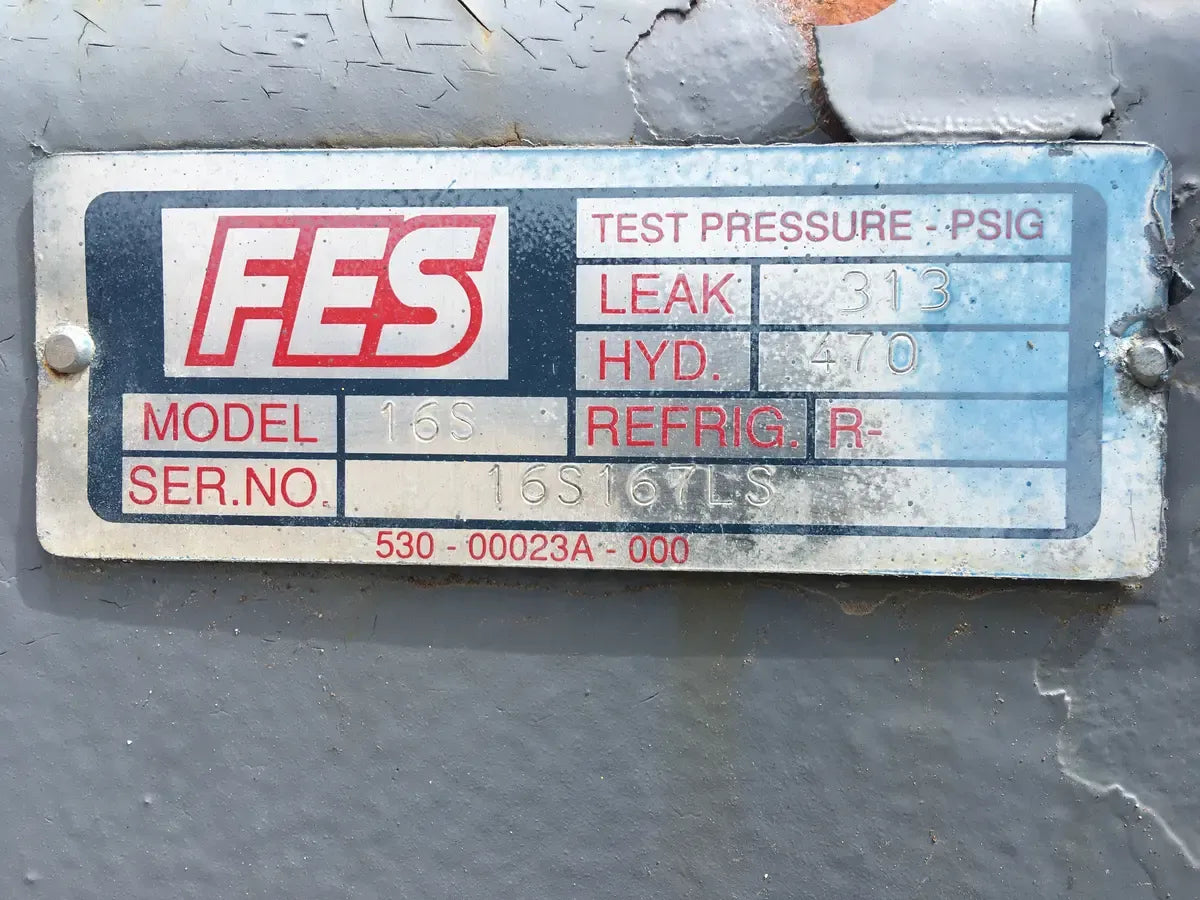 FES
TEST PRESSURE - PSIG
LEAK 313
HYD. 470
MODEL 16S REFRIG. R-
SER.NO. 16S167LS
530 - 00023A - 000